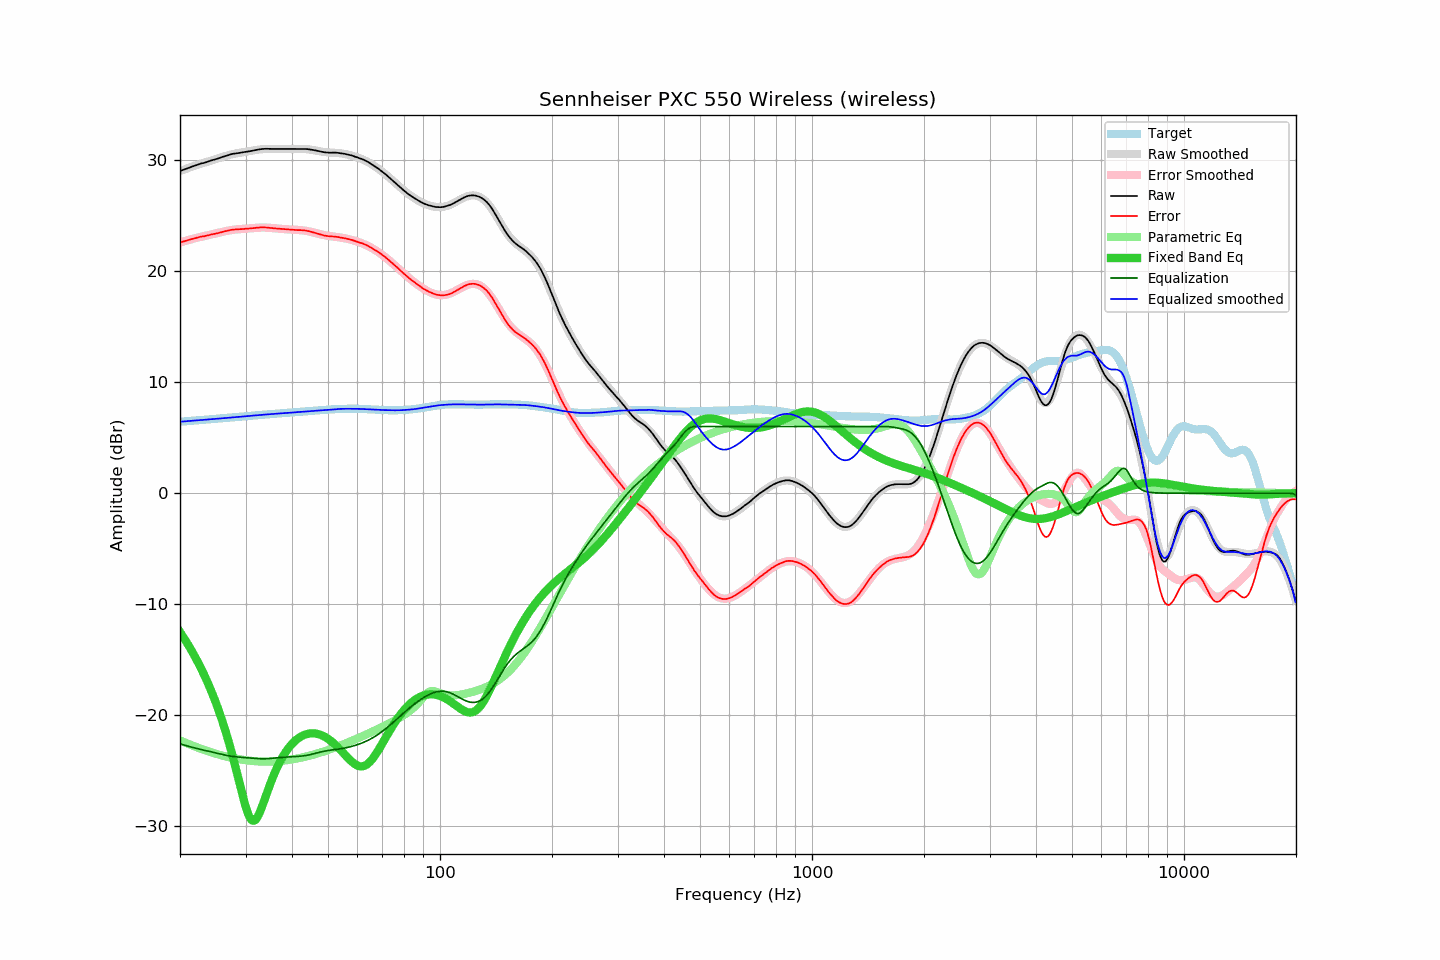 Sennheiser PXC 550 Wireless (wireless)
Target
Raw Smoothed
Error Smoothed
Raw
Error
Parametric Eq
Fixed Band Eq
Equalization
Equalized smoothed
Amplitude (dBr)
30
20
10
0
−10
−20
−30
100
1000
10000
Frequency (Hz)